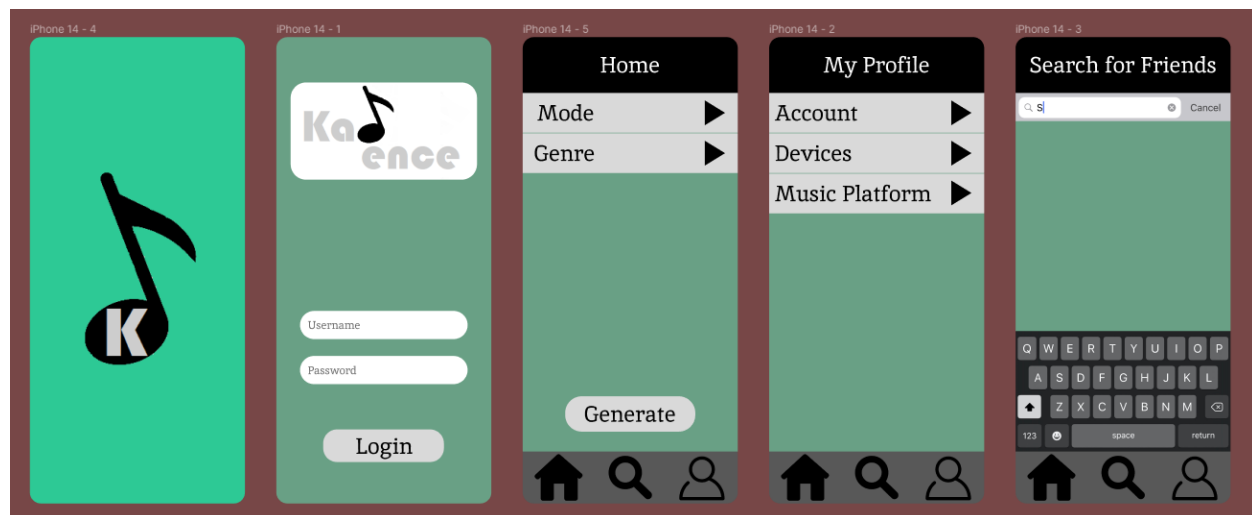 iPhone 14 - 4
K
iPhone 14 - 1
Ka
ence
Username
Password
Login
iPhone 14 - 5
Home
Mode
Genre
Generate
iPhone 14 - 2
My Profile
Account
Devices
Music Platform
iPhone 14 - 3
Search for Friends
S Cancel
Q W E R T Y U I O P
A S D F G H J K L
Z X C V B N M
123 space return